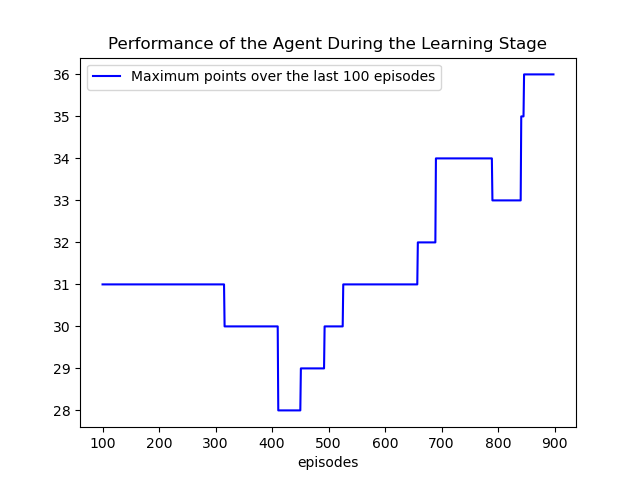 Performance of the Agent During the Learning Stage
Maximum points over the last 100 episodes
36
35
34
33
32
31
30
29
28
100 200 300 400 500 600 700 800 900
episodes